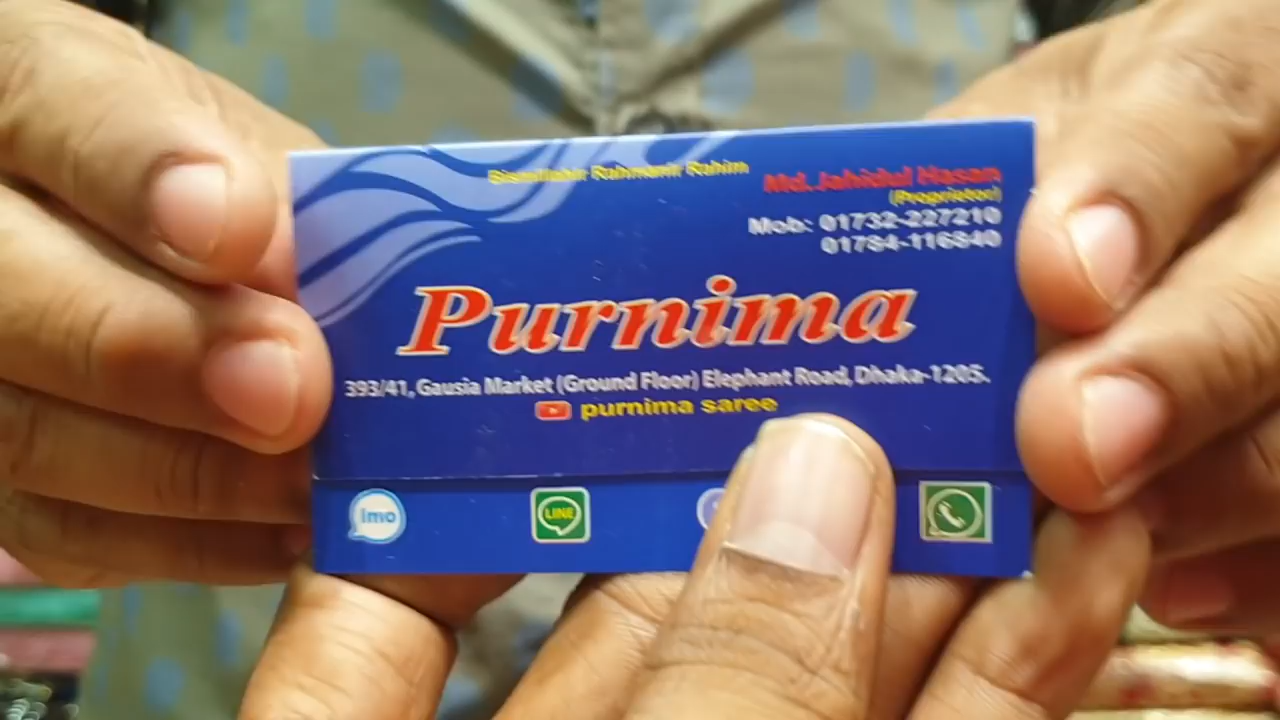 Bismillahir Rahmanir Rahim
Md. Jahidul Hasan
(Proprietor)
Mob: 01732-227210
01784-116840
Purnima
393/41, Gausia Market (Ground Floor) Elephant Road, Dhaka-1205.
purnima saree
imo
LINE